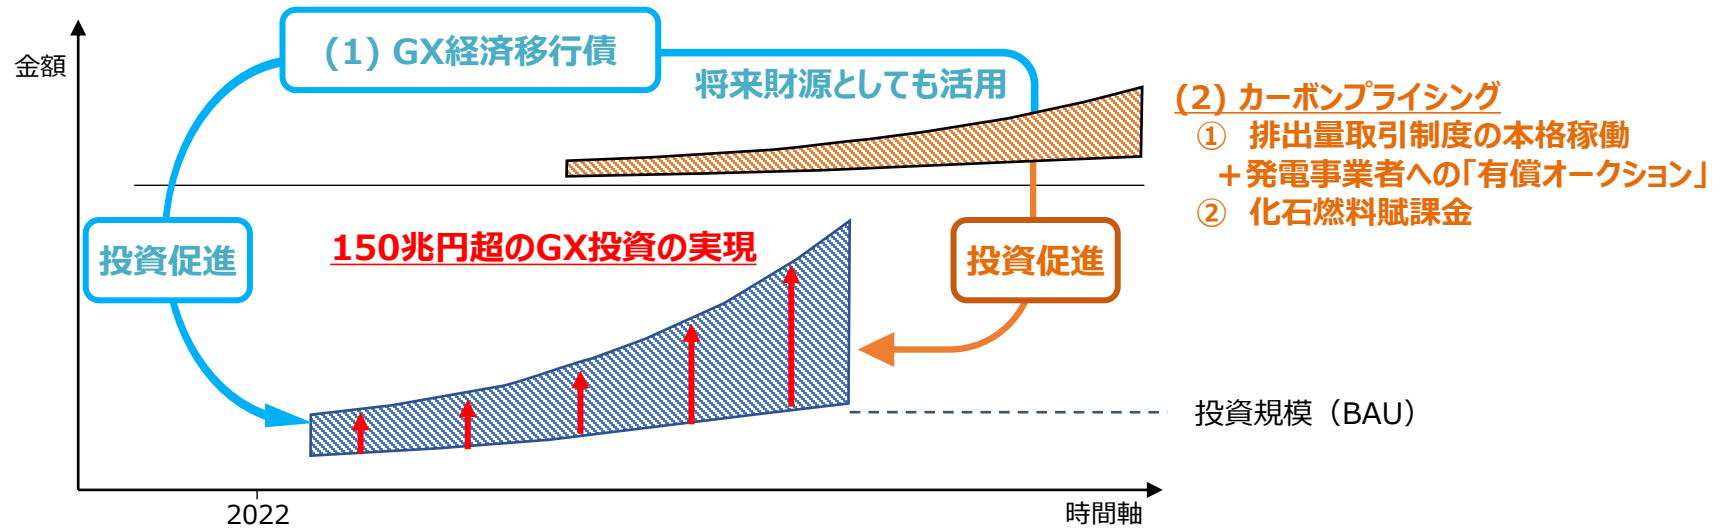 金額
(1) GX経済移行債
将来財源としても活用
(2) カーボンプライシング
① 排出量取引制度の本格稼働
＋発電事業者への「有償オークション」
② 化石燃料賦課金
投資促進
150兆円超のGX投資の実現
投資促進
投資規模（BAU）
2022
時間軸